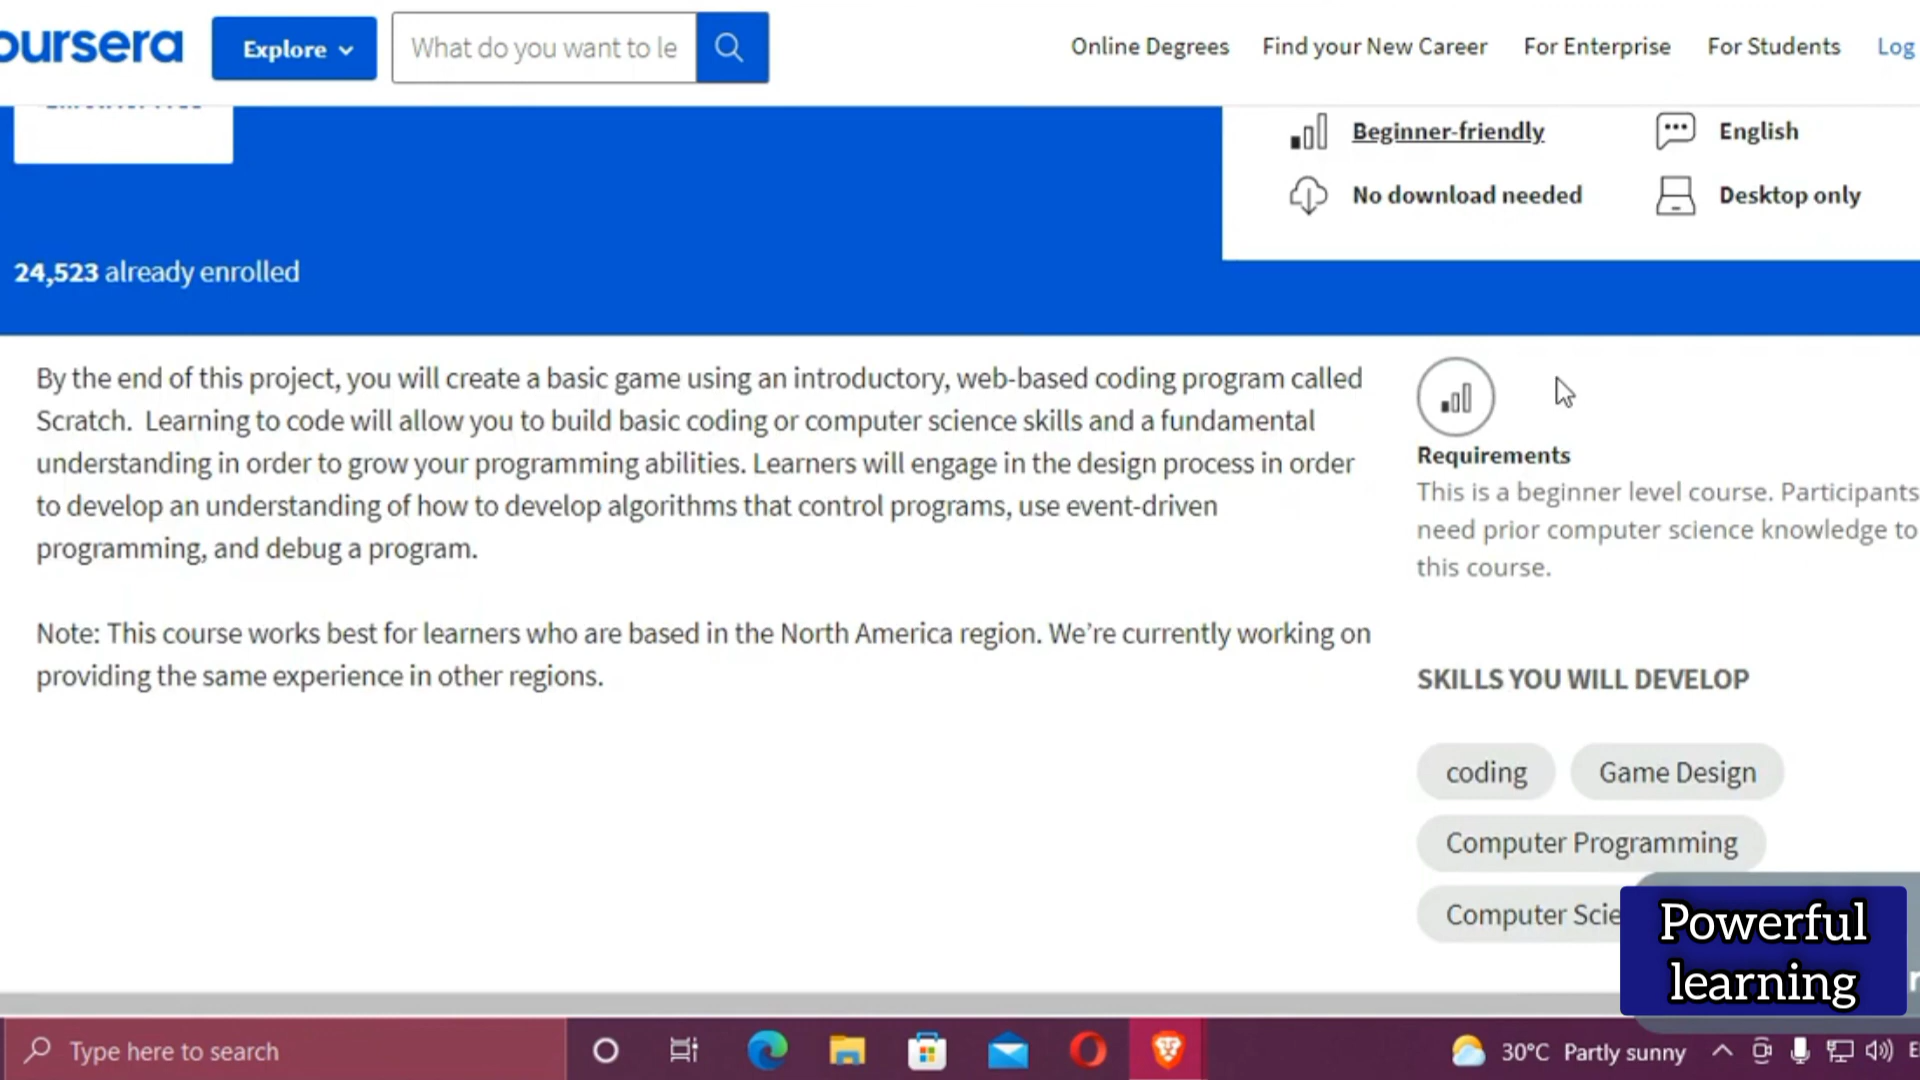 oursera
Explore
What do you want to le
Online Degrees
Find your New Career
For Enterprise
For Students
Log
Beginner-friendly
English
No download needed
Desktop only
24,523 already enrolled
By the end of this project, you will create a basic game using an introductory, web-based coding program called
Scratch. Learning to code will allow you to build basic coding or computer science skills and a fundamental
understanding in order to grow your programming abilities. Learners will engage in the design process in order
to develop an understanding of how to develop algorithms that control programs, use event-driven
programming, and debug a program.
Note: This course works best for learners who are based in the North America region. We're currently working on
providing the same experience in other regions.
Requirements
This is a beginner level course. Participants
need prior computer science knowledge to
this course.
SKILLS YOU WILL DEVELOP
coding
Game Design
Computer Programming
Computer Scie
Powerful
learning
Type here to search
30°C Partly sunny